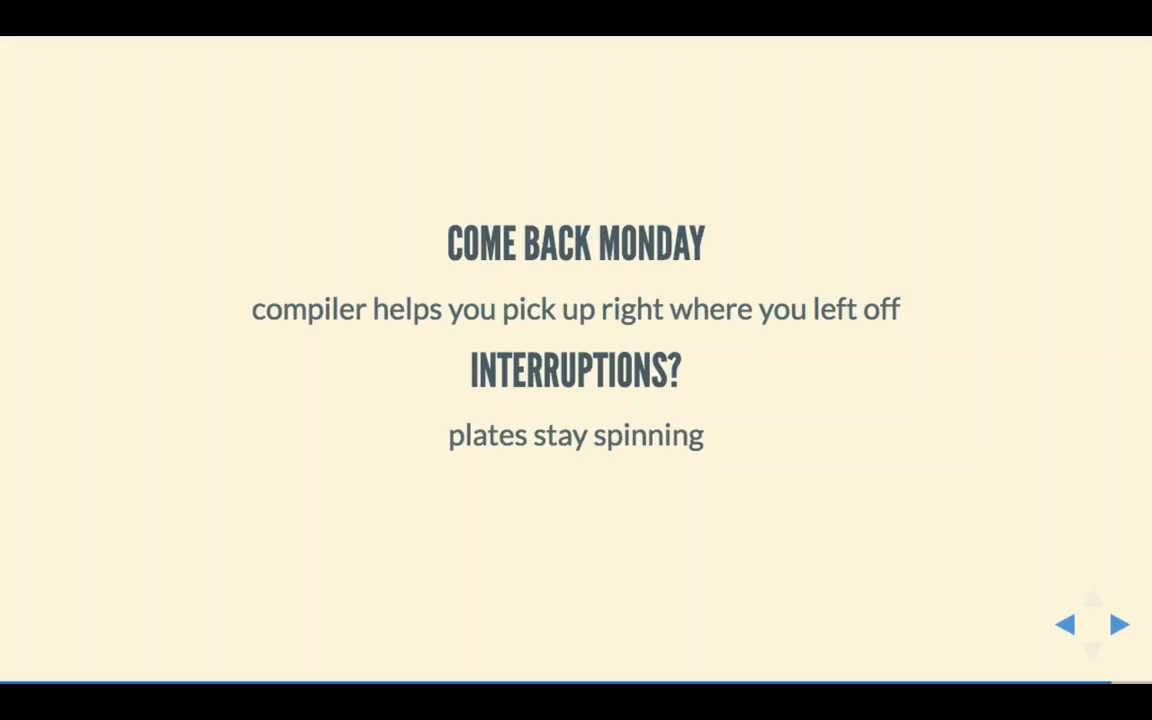 COME BACK MONDAY
compiler helps you pick up right where you left off
INTERRUPTIONS?
plates stay spinning